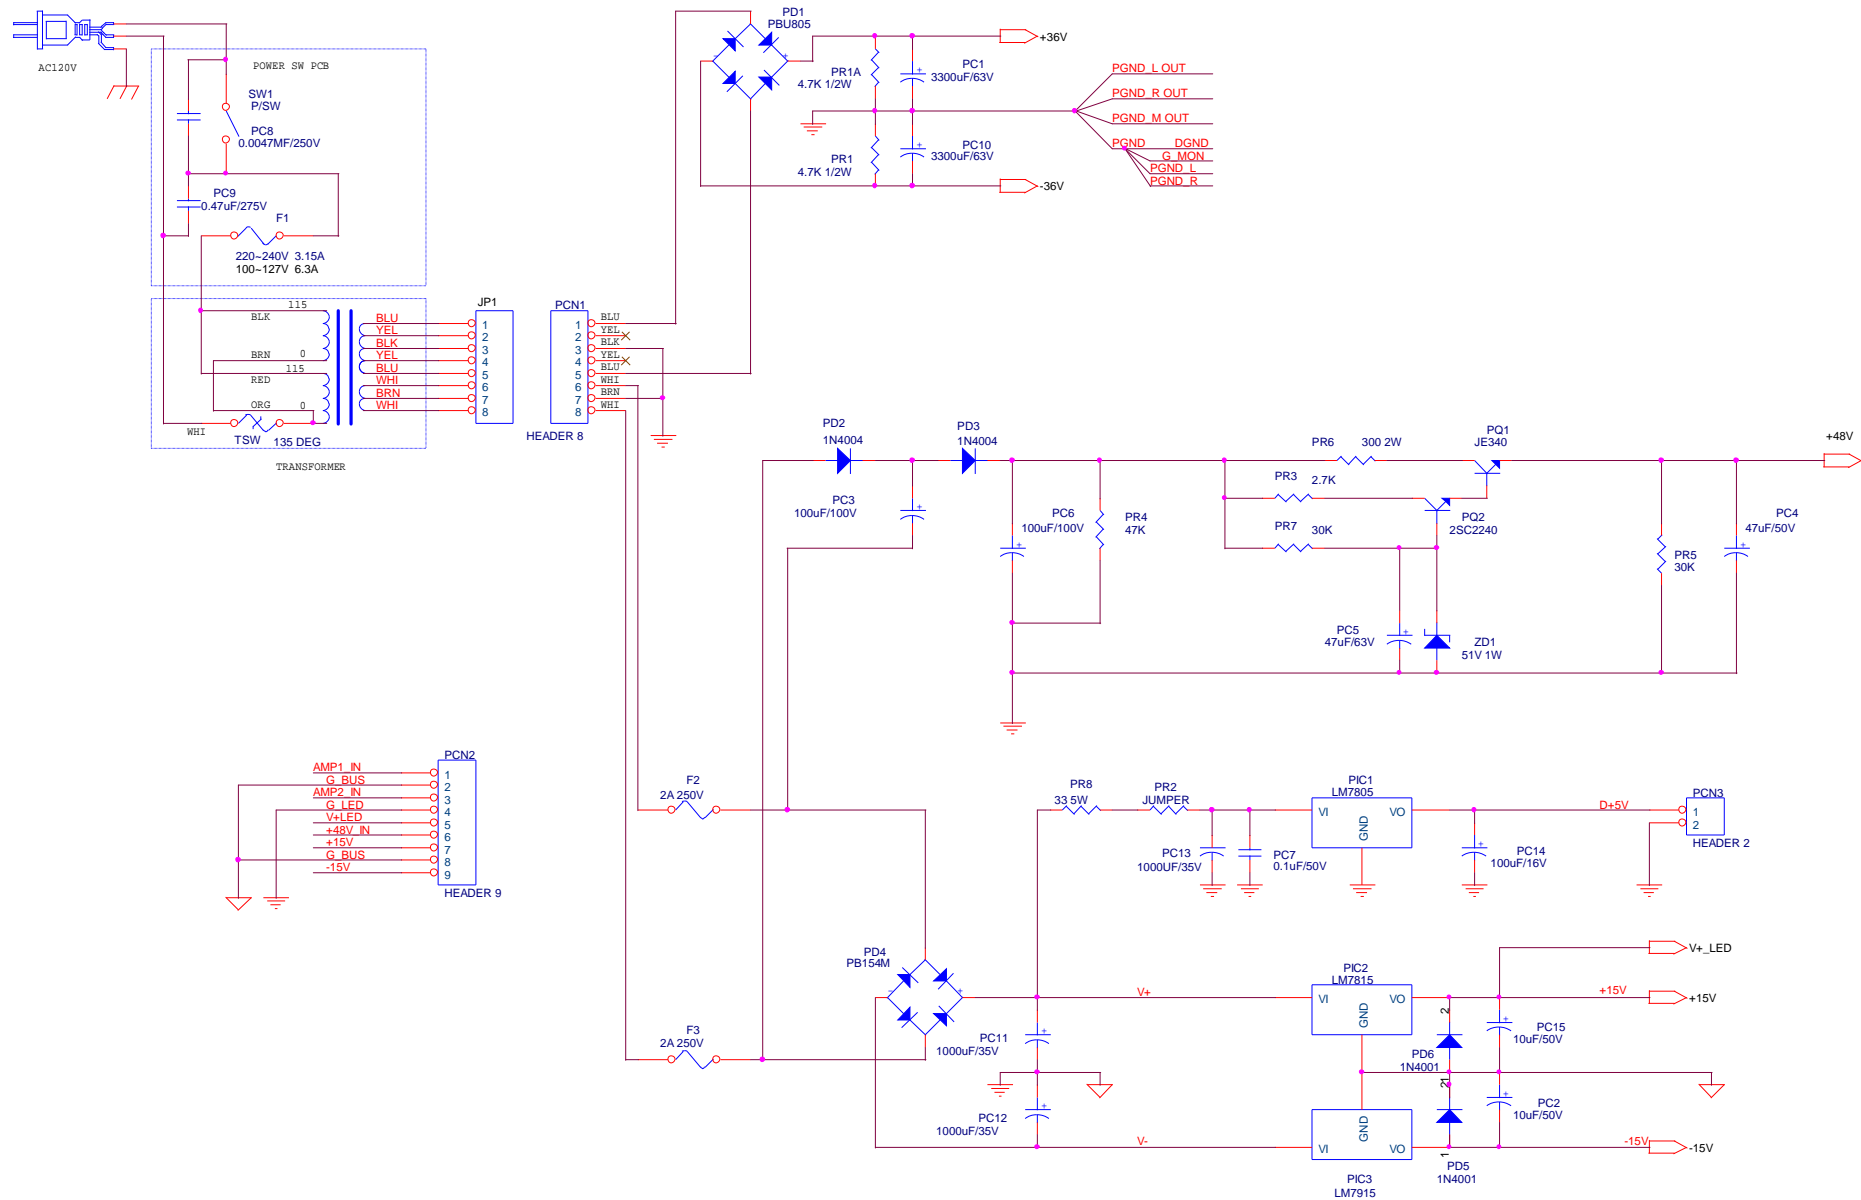 AC120V
POWER SW PCB
SW1
P/SW
PC8
0.0047MF/250V
PC9
0.47uF/275V
F1
220~240V 3.15A
100~127V 6.3A
115
BLK
BRN 0
115
RED
ORG 0
WHI
TSW 135 DEG
TRANSFORMER
BLU
YEL
BLK
YEL
BLU
WHI
BRN
WHI
JP1
1
2
3
4
5
6
7
8
PCN1
1
2
3
4
5
6
7
8
HEADER 8
BLU
YEL
BLK
YEL
BLU
WHI
BRN
WHI
PD1
PBU805
PR1A
4.7K 1/2W
PC1
3300uF/63V
PR1
4.7K 1/2W
PC10
3300uF/63V
+36V
-36V
PGND_L OUT
PGND_R OUT
PGND_M OUT
PGND DGND
G_MON
PGND_L
PGND_R
PD2
1N4004
PD3
1N4004
PC3
100uF/100V
PC6
100uF/100V
PR4
47K
PR6 300 2W
PR3 2.7K
PR7 30K
PQ1
JE340
PQ2
2SC2240
PC5
47uF/63V
ZD1
51V 1W
PR5
30K
PC4
47uF/50V
+48V
PCN2
AMP1_IN 1
G_BUS 2
AMP2_IN 3
G_LED 4
V+LED 5
+48V_IN 6
+15V 7
G_BUS 8
-15V 9
HEADER 9
F2
2A 250V
F3
2A 250V
PD4
PB154M
PR8
33 5W
PR2
JUMPER
PC13
1000UF/35V
PC7
0.1uF/50V
PIC1
LM7805
VI VO
GND
PC14
100uF/16V
D+5V
PCN3
1
2
HEADER 2
V+
PC11
1000uF/35V
PC12
1000uF/35V
V-
PIC2
LM7815
VI VO
GND
GND
VI VO
PIC3
LM7915
2
PD6
1N4001
21
1
PD5
1N4001
PC15
10uF/50V
PC2
10uF/50V
V+_LED
+15V +15V
-15V -15V